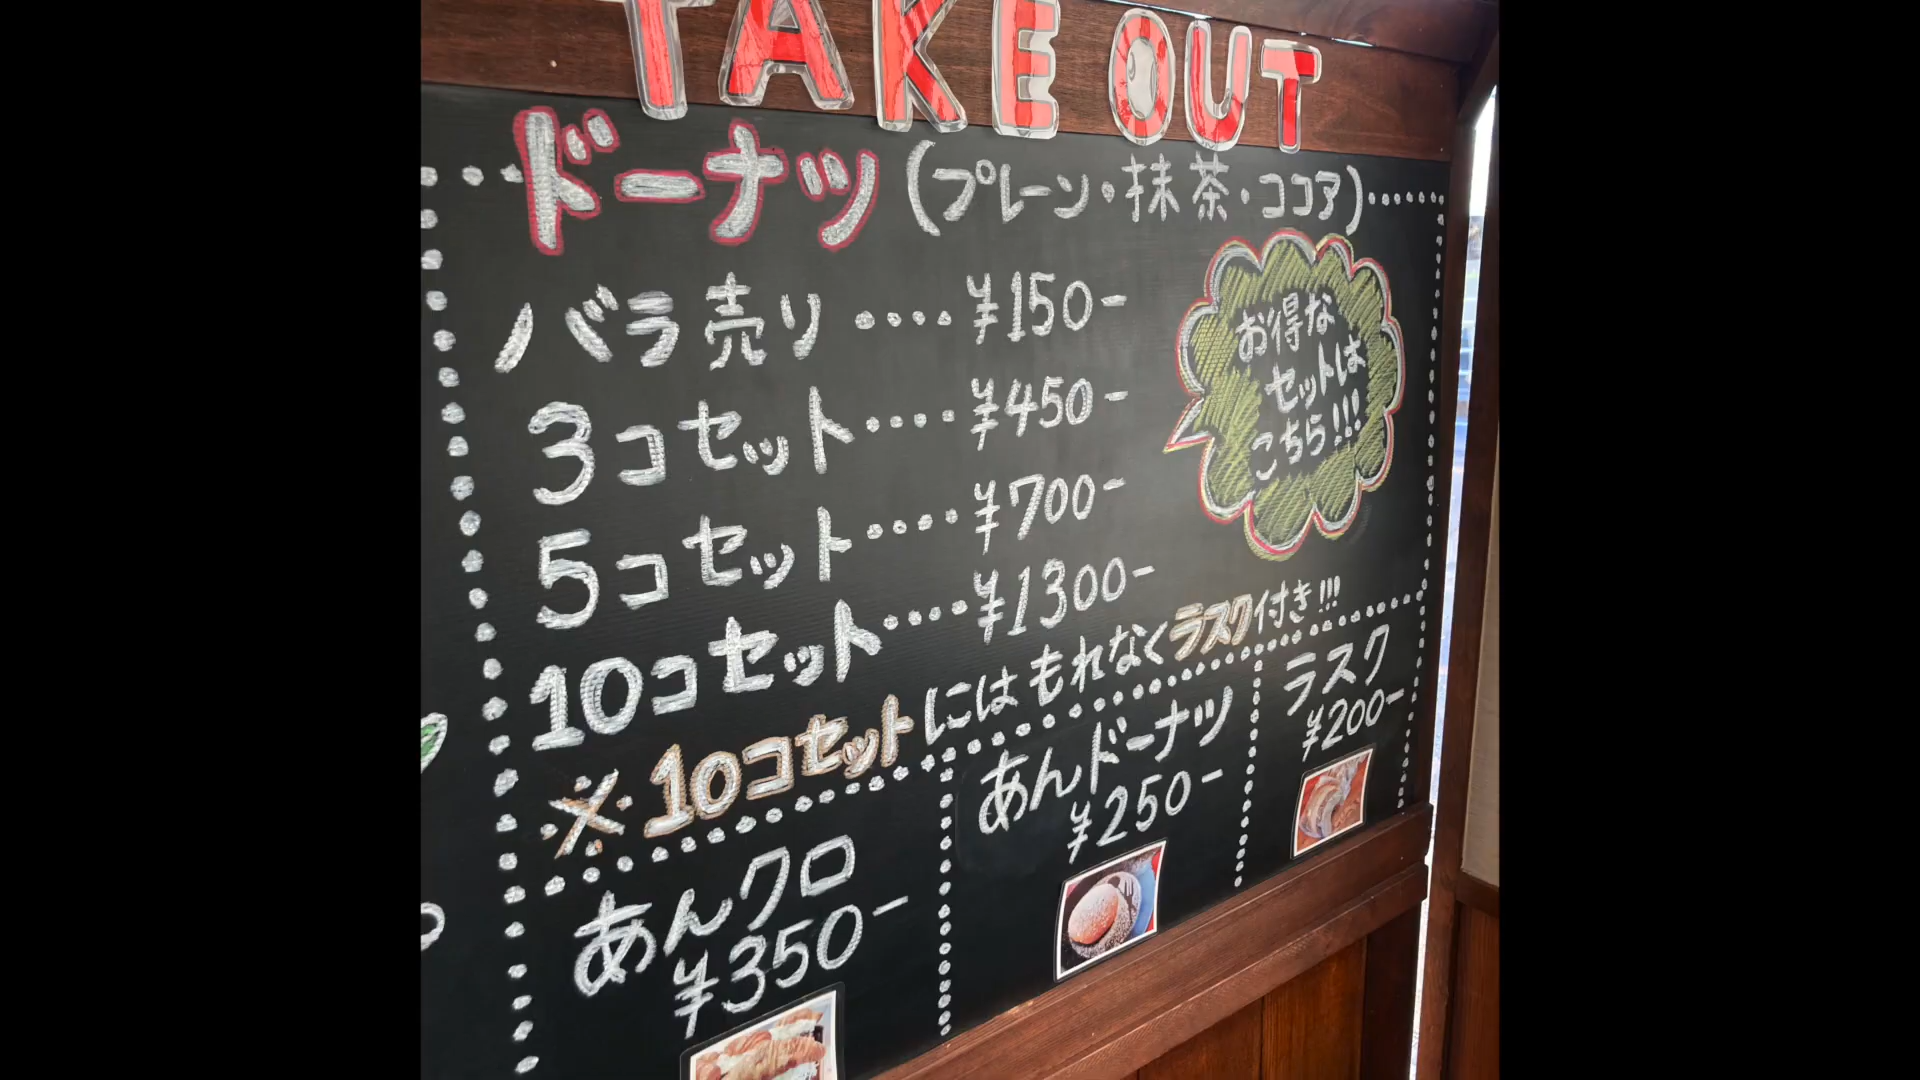 TAKE OUT
ドーナツ(プレーン・抹茶・ココア)
バラ売り････¥150-
3コセット････¥450-
5コセット････¥700-
10コセット････¥1300-
お得な
セットは
こちら!!!
※10コセットにはもれなくラスク付き!!!
あんクロ
¥350-
あんドーナツ
¥250-
ラスク
¥200-